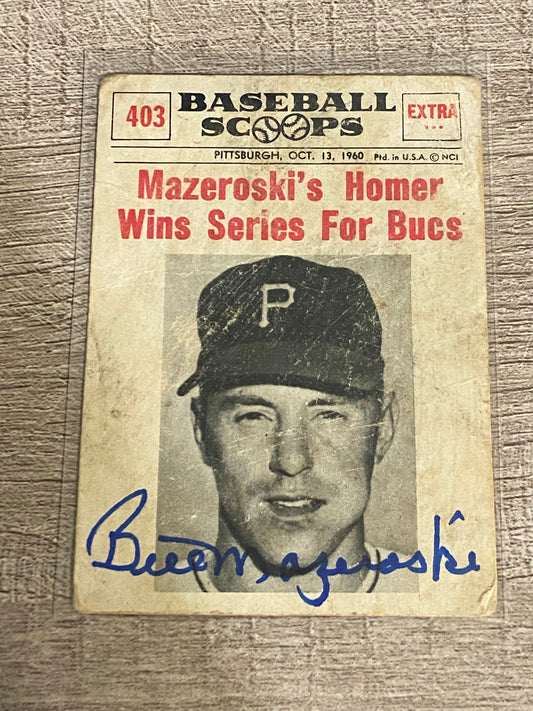 403 BASEBALL SCOOPS EXTRA
PITTSBURGH, OCT. 13, 1960 Ptd. in U.S.A. © NCI
Mazeroski's Homer
Wins Series For Bucs
P
Bill Mazeroski